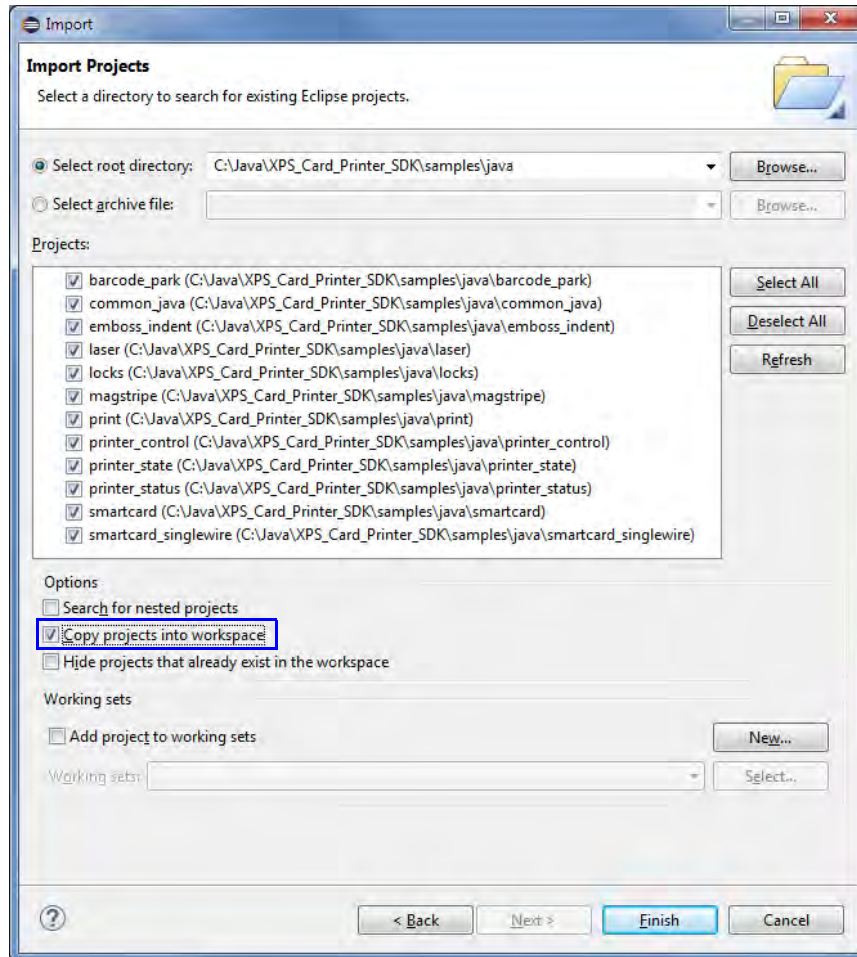 Import
Import Projects
Select a directory to search for existing Eclipse projects.
Select root directory: C:\Java\XPS_Card_Printer_SDK\samples\java Browse...
Select archive file: Browse...
Projects:
barcode_park (C:\Java\XPS_Card_Printer_SDK\samples\java\barcode_park)
common_java (C:\Java\XPS_Card_Printer_SDK\samples\java\common_java)
emboss_indent (C:\Java\XPS_Card_Printer_SDK\samples\java\emboss_indent)
laser (C:\Java\XPS_Card_Printer_SDK\samples\java\laser)
locks (C:\Java\XPS_Card_Printer_SDK\samples\java\locks)
magstripe (C:\Java\XPS_Card_Printer_SDK\samples\java\magstripe)
print (C:\Java\XPS_Card_Printer_SDK\samples\java\print)
printer_control (C:\Java\XPS_Card_Printer_SDK\samples\java\printer_control)
printer_state (C:\Java\XPS_Card_Printer_SDK\samples\java\printer_state)
printer_status (C:\Java\XPS_Card_Printer_SDK\samples\java\printer_status)
smartcard (C:\Java\XPS_Card_Printer_SDK\samples\java\smartcard)
smartcard_singlewire (C:\Java\XPS_Card_Printer_SDK\samples\java\smartcard_singlewire)
Select All
Deselect All
Refresh
Options
Search for nested projects
Copy projects into workspace
Hide projects that already exist in the workspace
Working sets
Add project to working sets New...
Working sets: Select...
? < Back Next > Finish Cancel